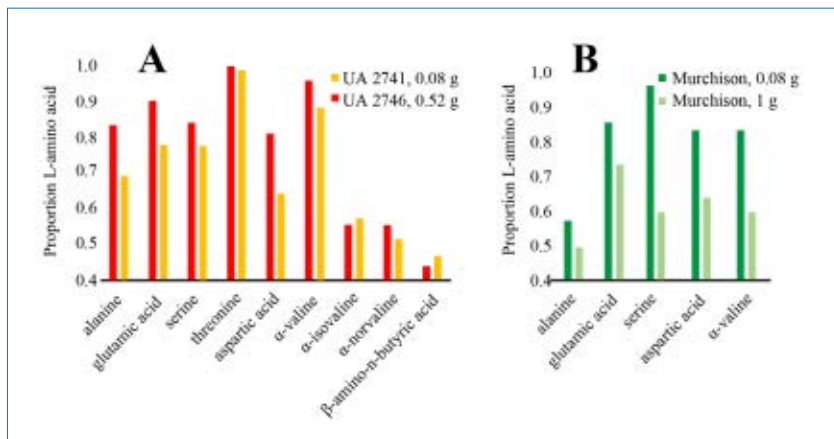 A
UA 2741, 0.08 g
UA 2746, 0.52 g
Proportion L-amino acid
1.0
0.9
0.8
0.7
0.6
0.5
0.4
alanine
glutamic acid
serine
threonine
aspartic acid
α-valine
α-isovaline
α-norvaline
β-amino-n-butyric acid
B
Murchison, 0.08 g
Murchison, 1 g
Proportion L-amino acid
1.0
0.9
0.8
0.7
0.6
0.5
0.4
alanine
glutamic acid
serine
aspartic acid
α-valine